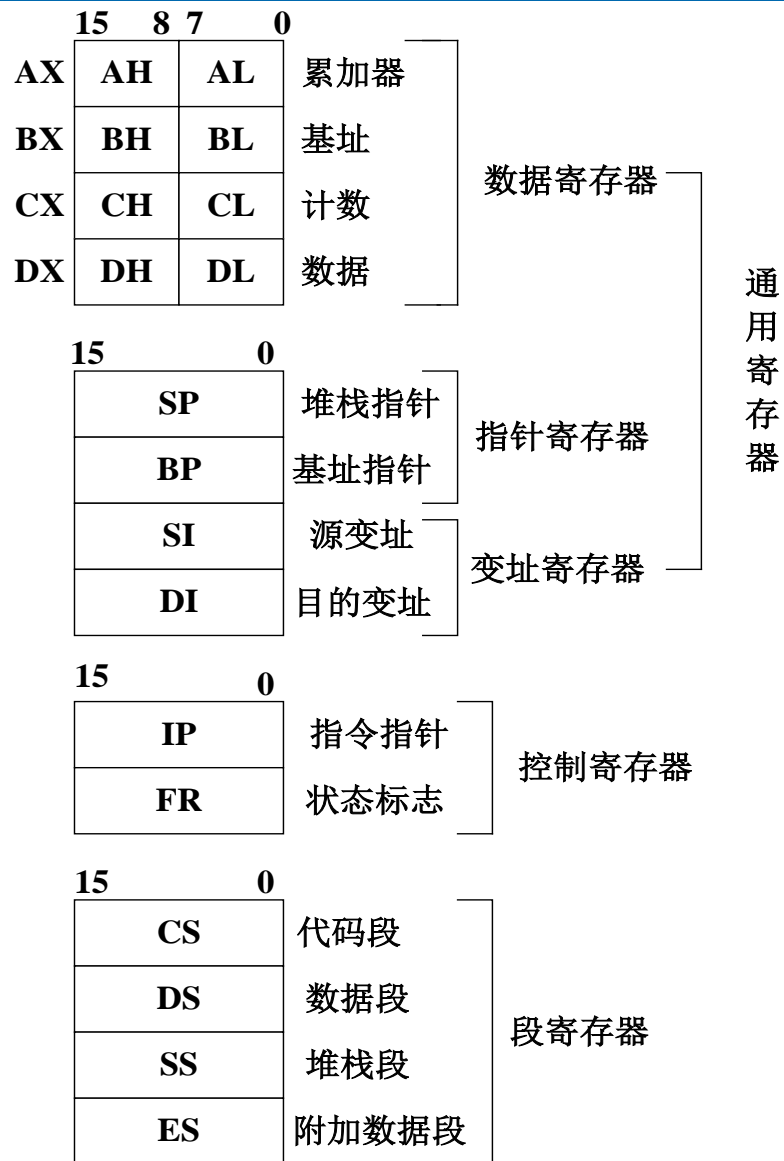 15 8 7 0
AX AH AL 累加器
BX BH BL 基址
CX CH CL 计数
DX DH DL 数据
数据寄存器
15 0
SP 堆栈指针
BP 基址指针
指针寄存器
SI 源变址
DI 目的变址
变址寄存器
通用寄存器
15 0
IP 指令指针
FR 状态标志
控制寄存器
15 0
CS 代码段
DS 数据段
SS 堆栈段
ES 附加数据段
段寄存器